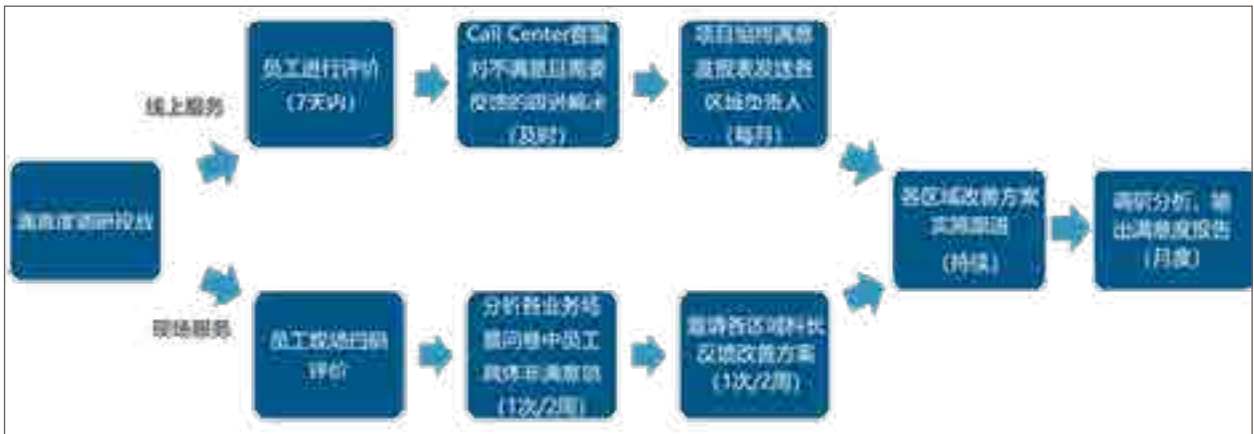 满意度调研投放
线上服务
员工进行评价
(7天内)
Call Center客服
对不满意且需要
反馈的跟进解决
(及时)
项目组将满意
度报表发送各
区域负责人
(每月)
现场服务
员工现场扫码
评价
分析各业务场
景问卷中员工
具体非满意项
(1次/2周)
邀请各区域科长
反馈改善方案
(1次/2周)
各区域改善方案
实施跟进
(持续)
调研分析、输
出满意度报告
(月度)